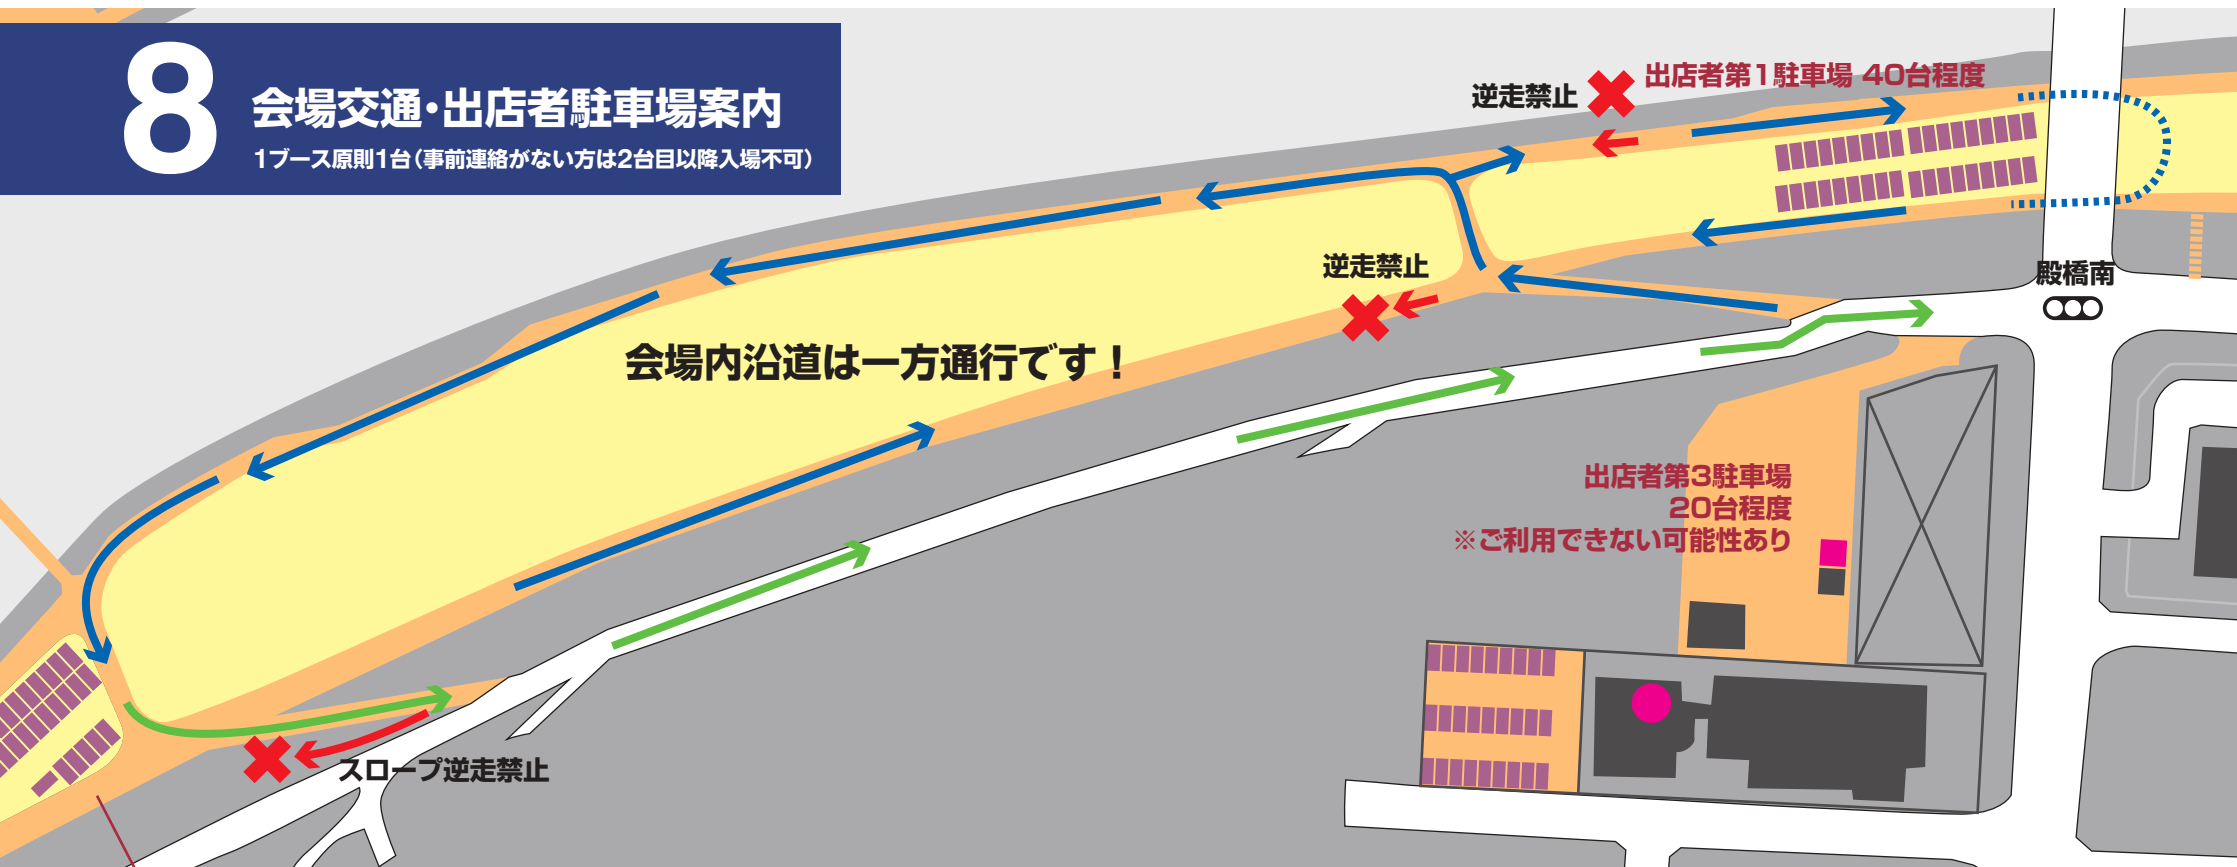 8
会場交通・出店者駐車場案内
1ブース原則1台（事前連絡がない方は2台目以降入場不可）
逆走禁止
出店者第1駐車場 40台程度
逆走禁止
殿橋南
会場内沿道は一方通行です！
出店者第3駐車場
20台程度
※ご利用できない可能性あり
スロープ逆走禁止